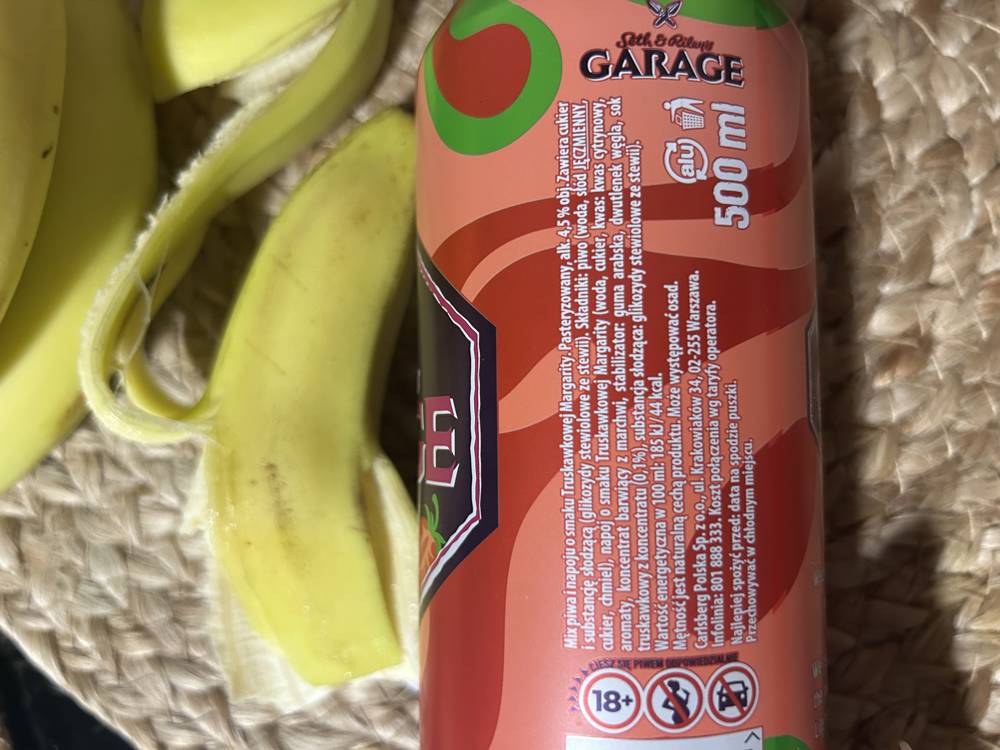 Seth & Riley's
GARAGE
Mix piwa i napoju o smaku Truskawkowej Margarity. Pasteryzowany, alk. 4,5 % obj. Zawiera cukier
i substancję słodzącą (glikozydy stewiolowe ze stewii). Składniki: piwo (woda, słód JĘCZMIENNY,
cukier, chmiel), napój o smaku Truskawkowej Margarity (woda, cukier, kwas: kwas cytrynowy,
aromaty, koncentrat barwiący z marchwi, stabilizator: guma arabska, dwutlenek węgla, sok
truskawkowy z koncentratu (0,1%), substancja słodząca: glikozydy stewiolowe ze stewii).
Wartość energetyczna w 100 ml: 185 kJ/ 44 kcal.
Mętność jest naturalną cechą produktu. Może występować osad.
Carlsberg Polska Sp. z o.o., ul. Krakowiaków 34, 02-255 Warszawa.
Infolinia: 801 888 333. Koszt połączenia wg taryfy operatora.
Najlepiej spożyć przed: data na spodzie puszki.
Przechowywać w chłodnym miejscu.
alu
500 ml
CIESZ SIĘ PIWEM ODPOWIEDZIALNIE
18+